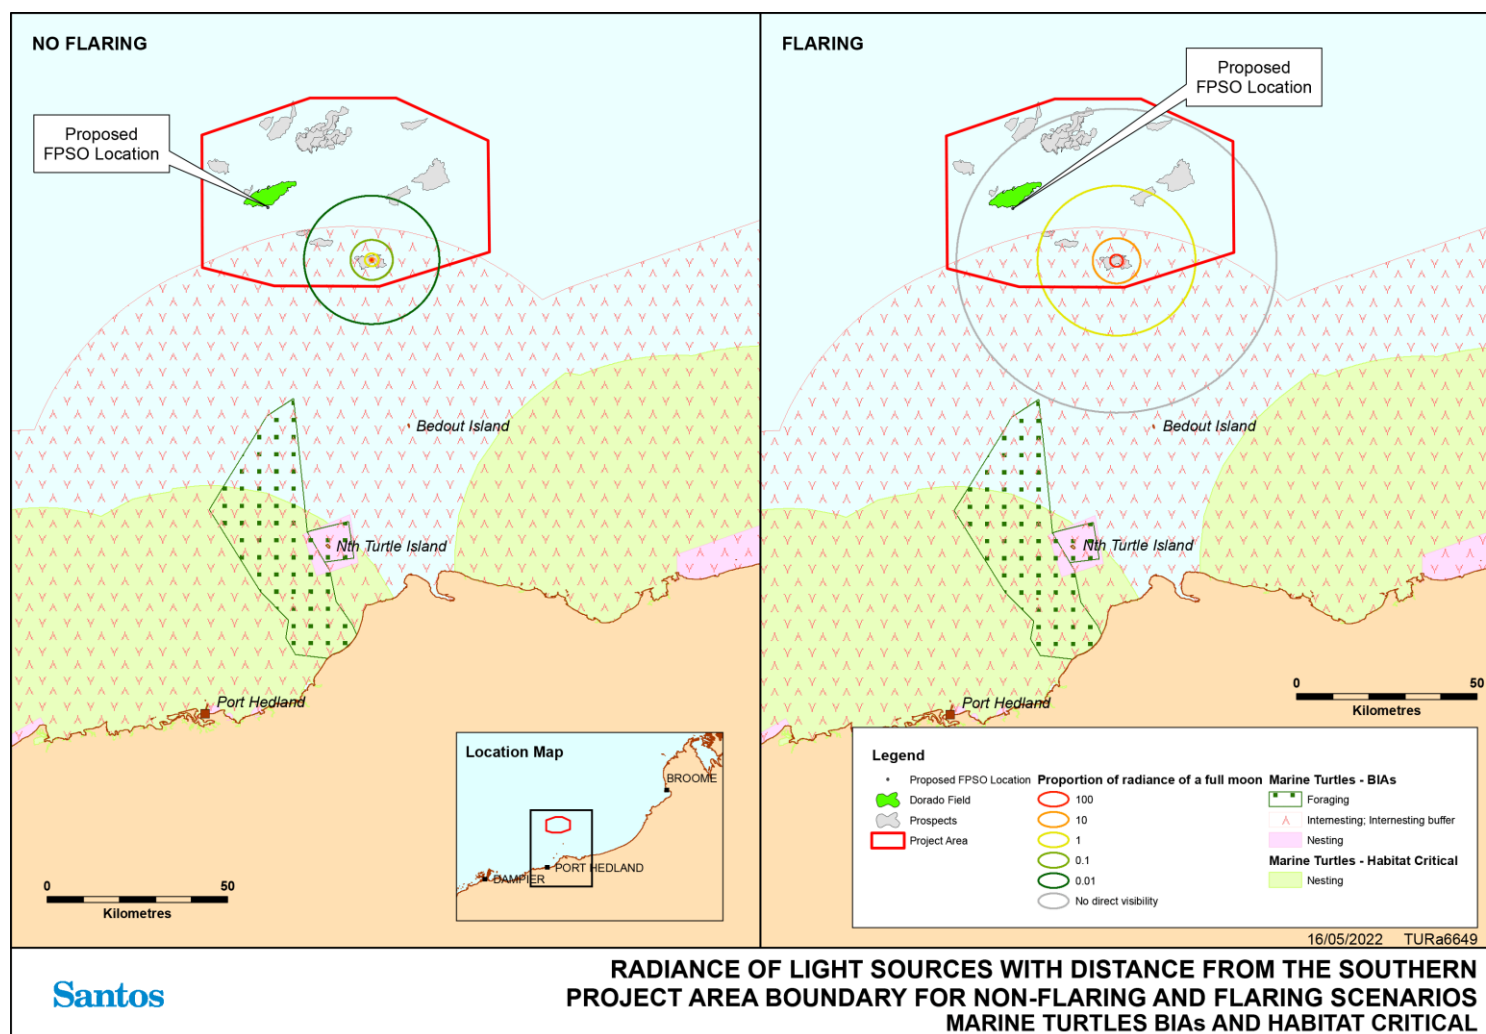 NO FLARING
Proposed
FPSO Location
Bedout Island
Nth Turtle Island
Port Hedland
0 50
Kilometres
Location Map
BROOME
PORT HEDLAND
DAMPIER
FLARING
Proposed
FPSO Location
Bedout Island
Nth Turtle Island
Port Hedland
0 50
Kilometres
Legend
Proposed FPSO Location
Dorado Field
Prospects
Project Area
Proportion of radiance of a full moon
100
10
1
0.1
0.01
No direct visibility
Marine Turtles - BIAs
Foraging
Internesting; Internesting buffer
Nesting
Marine Turtles - Habitat Critical
Nesting
16/05/2022 TURa6649
Santos
RADIANCE OF LIGHT SOURCES WITH DISTANCE FROM THE SOUTHERN
PROJECT AREA BOUNDARY FOR NON-FLARING AND FLARING SCENARIOS
MARINE TURTLES BIAs AND HABITAT CRITICAL